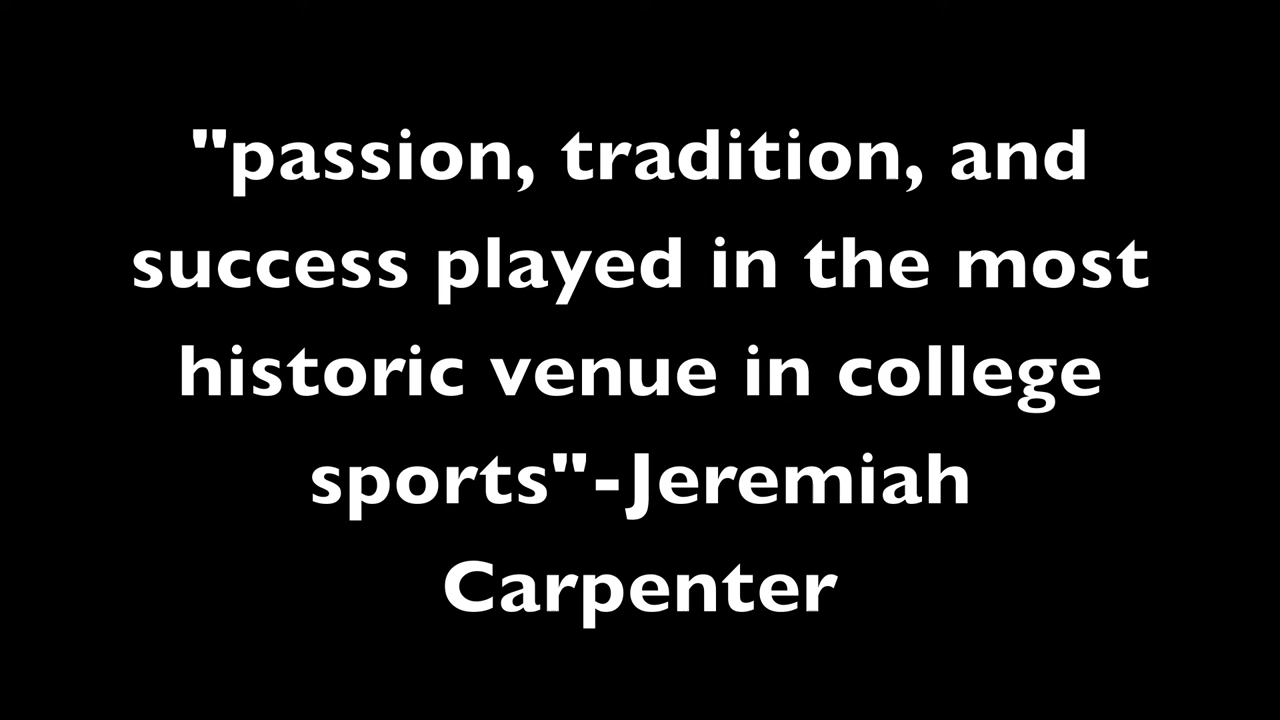 "passion, tradition, and
success played in the most
historic venue in college
sports"-Jeremiah
Carpenter